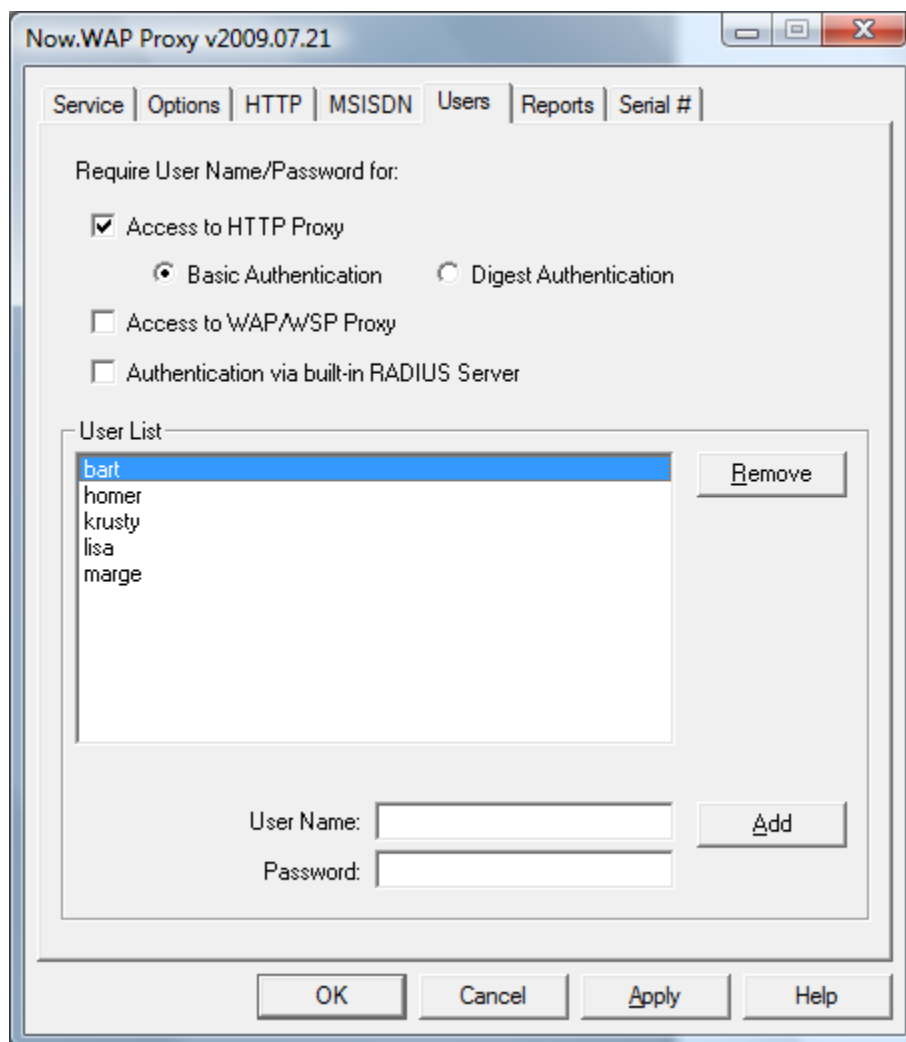 Now.WAP Proxy v2009.07.21
Service Options HTTP MSISDN Users Reports Serial #
Require User Name/Password for:
Access to HTTP Proxy
Basic Authentication Digest Authentication
Access to WAP/WSP Proxy
Authentication via built-in RADIUS Server
User List
bart Remove
homer
krusty
lisa
marge
User Name: Add
Password:
OK Cancel Apply Help